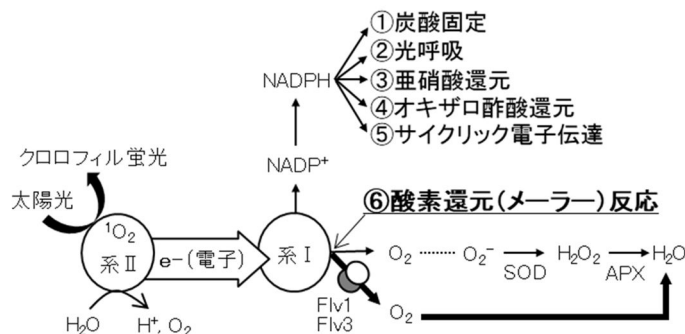 ①炭酸固定
②光呼吸
NADPH
③亜硝酸還元
④オキザロ酢酸還元
⑤サイクリック電子伝達
クロロフィル蛍光
NADP⁺
太陽光
⑥酸素還元(メーラー)反応
¹O₂
系Ⅱ
e-(電子)
系Ⅰ
O₂ ········ O₂⁻
SOD
H₂O₂
APX
H₂O
Flv1
Flv3
O₂
H₂O
H⁺, O₂